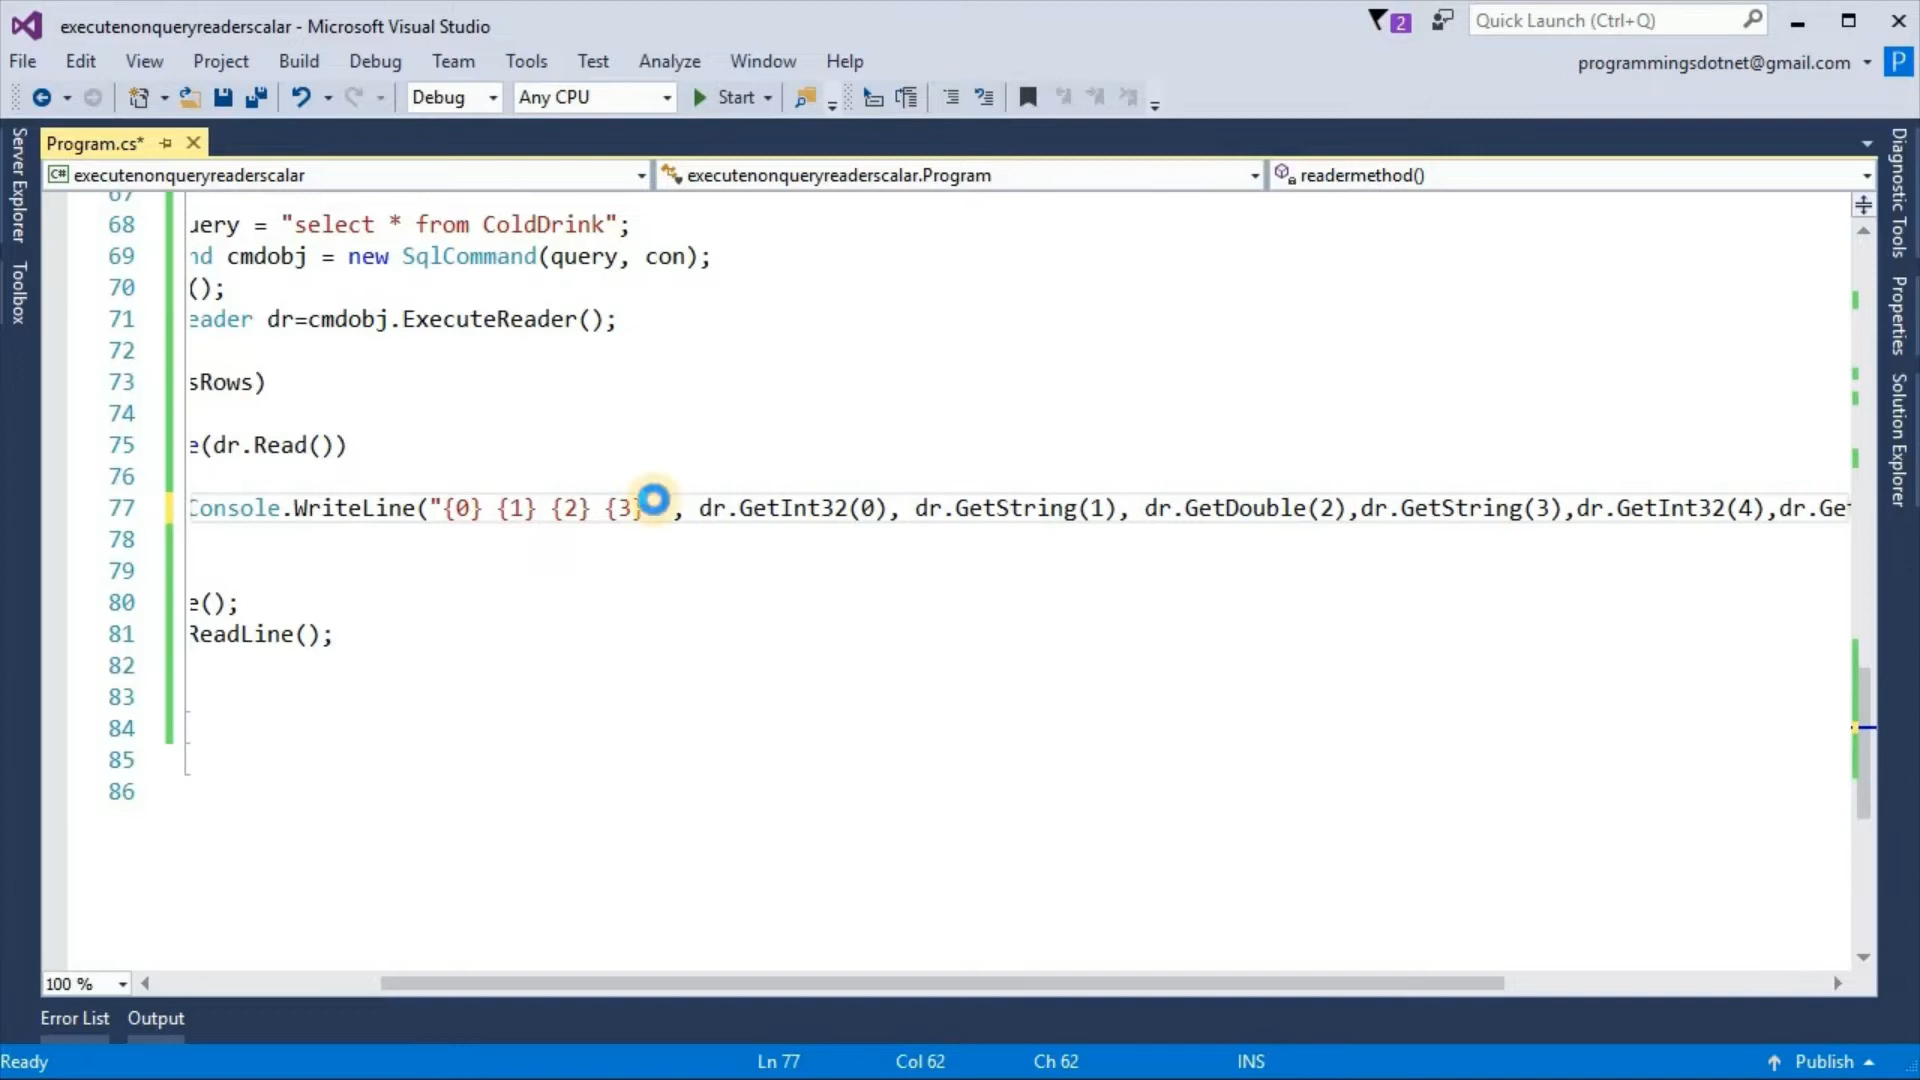 executenonqueryreaderscalar - Microsoft Visual Studio
2
Quick Launch (Ctrl+Q)
File Edit View Project Build Debug Team Tools Test Analyze Window Help
programmingsdotnet@gmail.com
P
Debug
Any CPU
Start
Server Explorer
Toolbox
Program.cs*
C# executenonqueryreaderscalar
executenonqueryreaderscalar.Program
readermethod()
67
68 uery = "select * from ColdDrink";
69 nd cmdobj = new SqlCommand(query, con);
70 ();
71 eader dr=cmdobj.ExecuteReader();
72
73 sRows)
74
75 e(dr.Read())
76
77 Console.WriteLine("{0} {1} {2} {3} , dr.GetInt32(0), dr.GetString(1), dr.GetDouble(2),dr.GetString(3),dr.GetInt32(4),dr.Ge
78
79
80 e();
81 ReadLine();
82
83
84
85
86
Diagnostic Tools
Properties
Solution Explorer
100 %
Error List Output
Ready
Ln 77
Col 62
Ch 62
INS
Publish